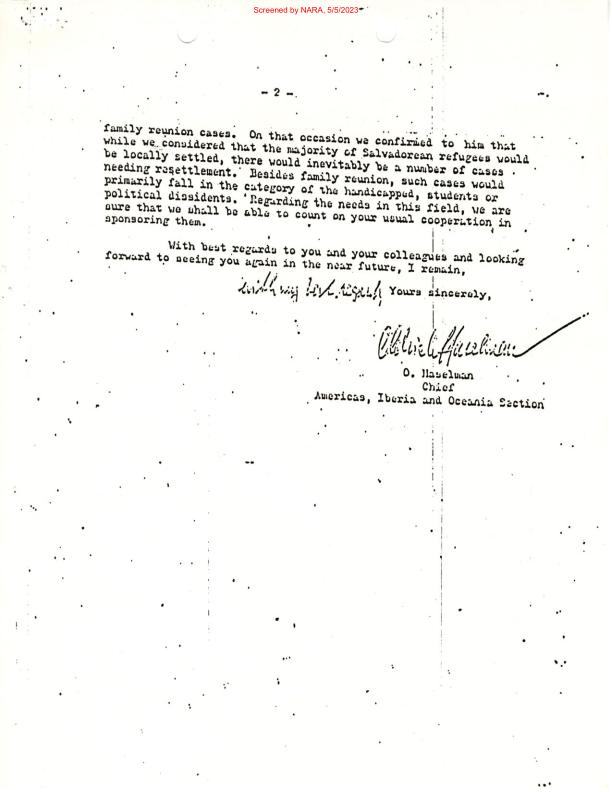 Screened by NARA, 5/5/2023
- 2 -
family reunion cases. On that occasion we confirmed to him that
while we considered that the majority of Salvadorean refugees would
be locally settled, there would inevitably be a number of cases
needing resettlement. Besides family reunion, such cases would
primarily fall in the category of the handicapped, students or
political dissidents. Regarding the needs in this field, we are
sure that we shall be able to count on your usual cooperation in
sponsoring them.
With best regards to you and your colleagues and looking
forward to seeing you again in the near future, I remain,
with my best regards, Yours sincerely,
O. Haselman
Chief
Americas, Iberia and Oceania Section